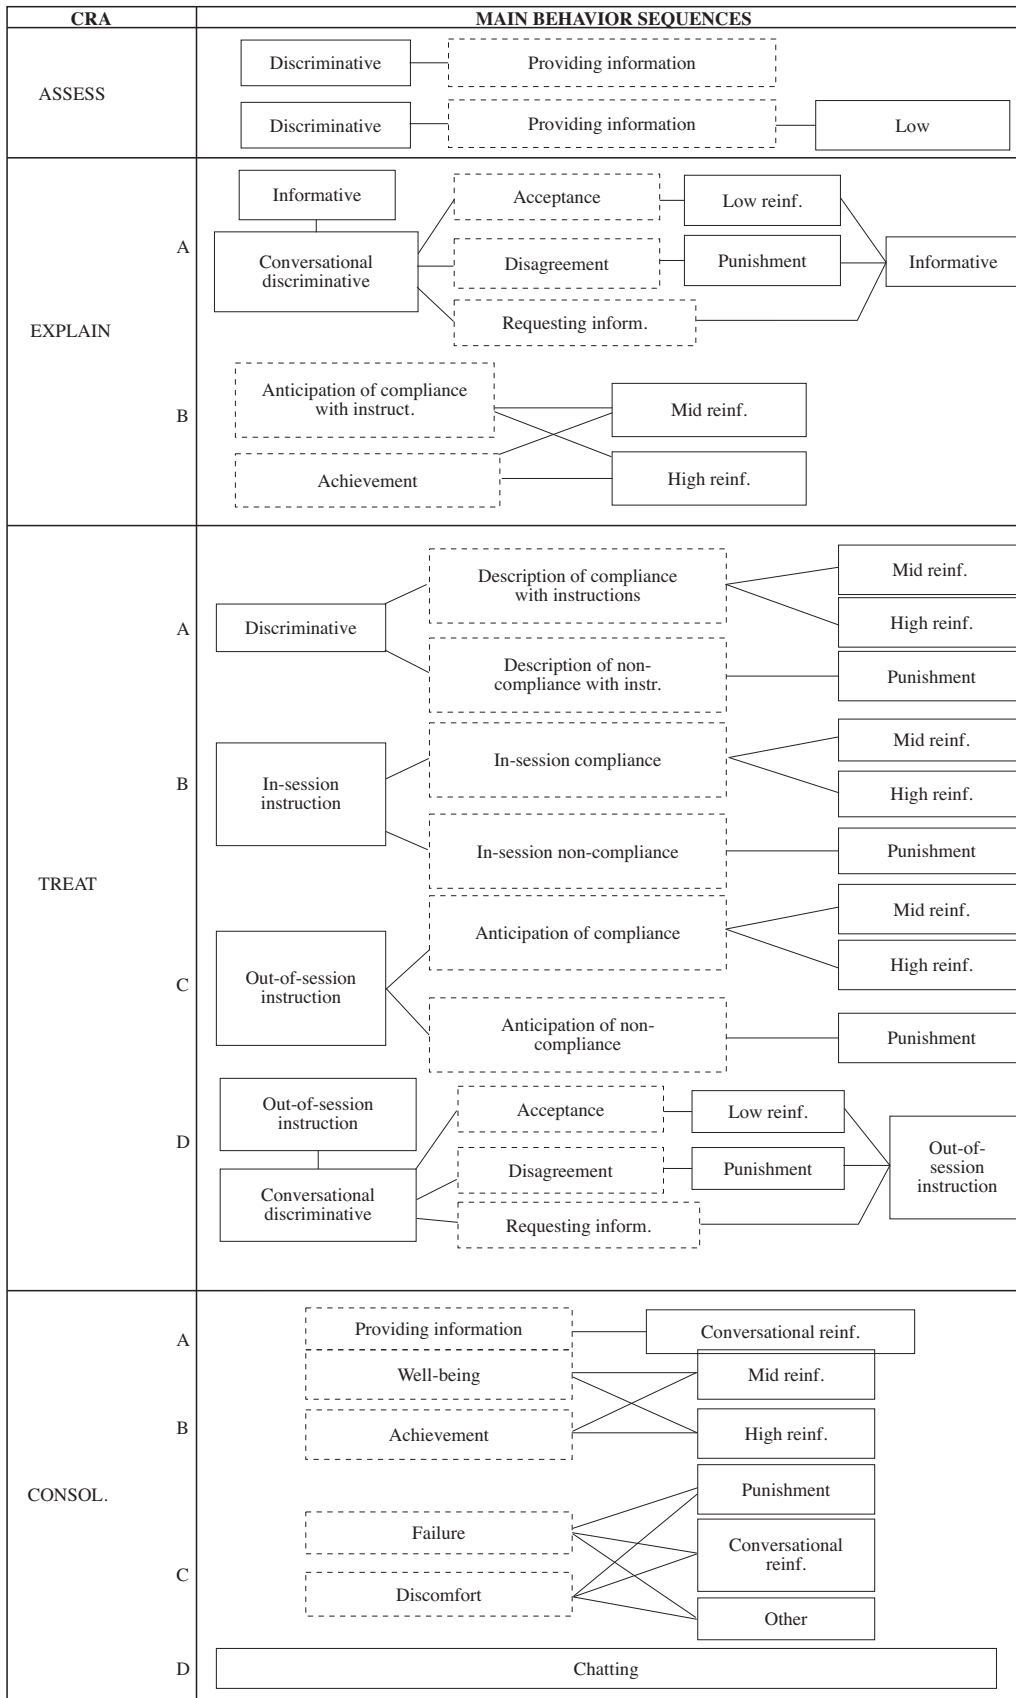 CRA
MAIN BEHAVIOR SEQUENCES
ASSESS
Discriminative
Providing information
Discriminative
Providing information
Low
EXPLAIN
A
Informative
Conversational
discriminative
Acceptance
Low reinf.
Disagreement
Punishment
Informative
Requesting inform.
B
Anticipation of compliance
with instruct.
Mid reinf.
Achievement
High reinf.
TREAT
A
Discriminative
Description of compliance
with instructions
Mid reinf.
High reinf.
Description of non-
compliance with instr.
Punishment
B
In-session
instruction
In-session compliance
Mid reinf.
High reinf.
In-session non-compliance
Punishment
C
Out-of-session
instruction
Anticipation of compliance
Mid reinf.
High reinf.
Anticipation of non-
compliance
Punishment
D
Out-of-session
instruction
Conversational
discriminative
Acceptance
Low reinf.
Disagreement
Punishment
Requesting inform.
Out-of-
session
instruction
CONSOL.
A
Providing information
Conversational reinf.
B
Well-being
Mid reinf.
Achievement
High reinf.
C
Failure
Discomfort
Punishment
Conversational
reinf.
Other
D
Chatting